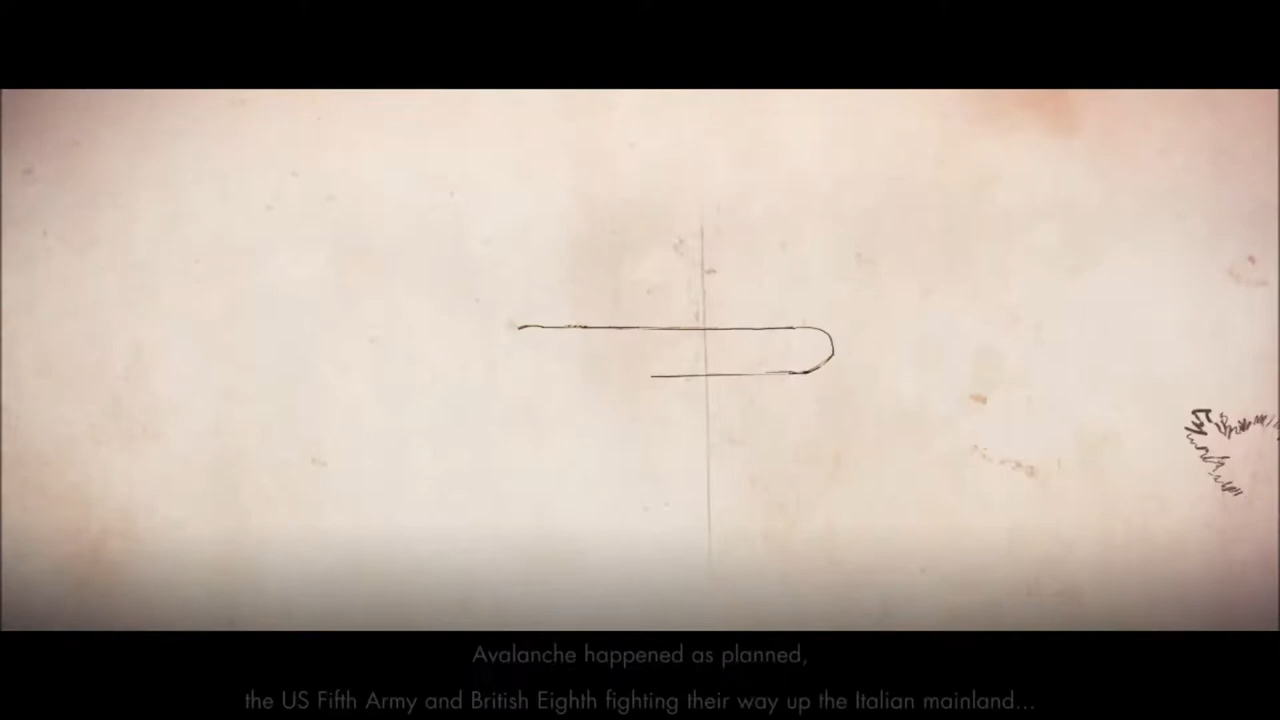 Avalanche happened as planned,
the US Fifth Army and British Eighth fighting their way up the Italian mainland...